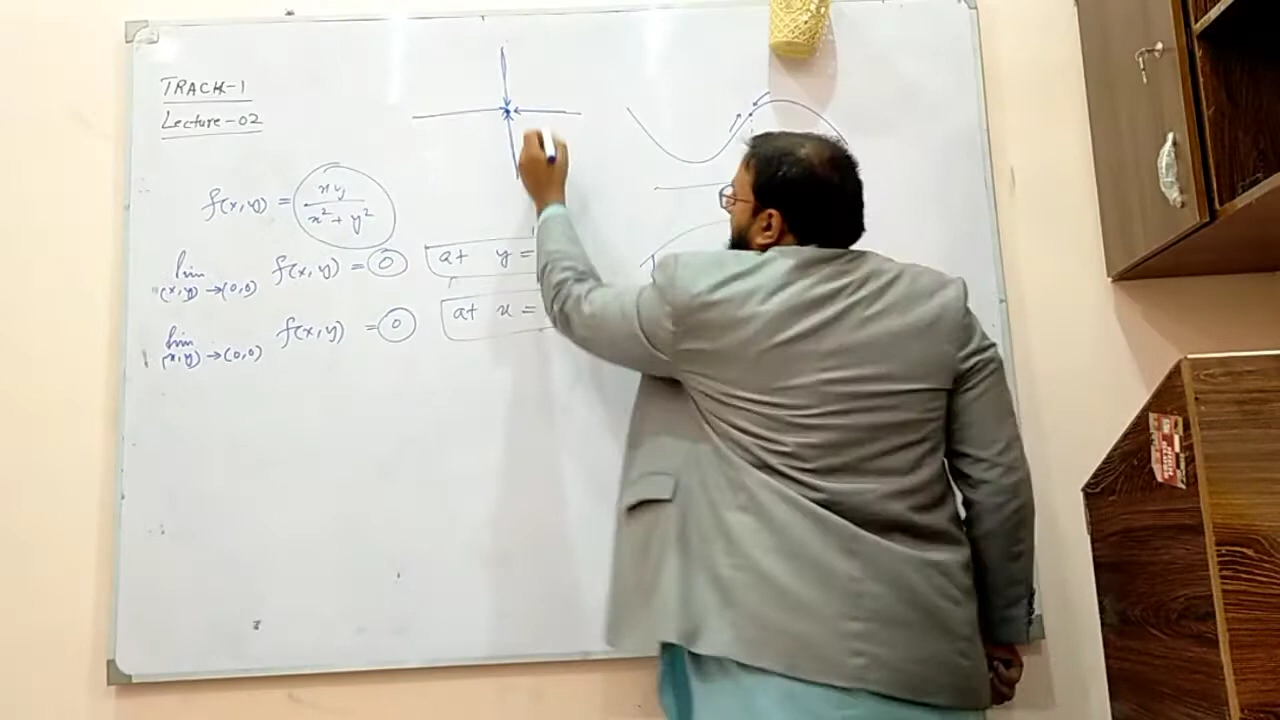 TRACK-1
Lecture-02
f(x,y) = xy / x² + y²
lim (x,y)→(0,0) f(x,y) = 0 at y =
lim (x,y)→(0,0) f(x,y) = 0 at x =